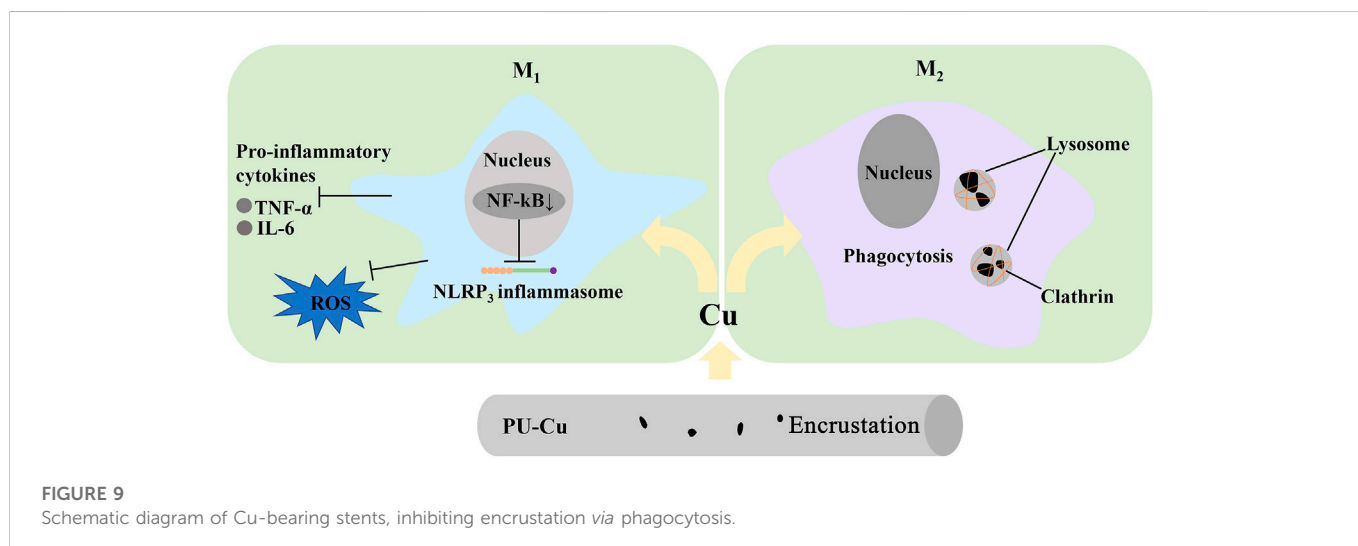 M₁
Pro-inflammatory
cytokines
TNF-α
IL-6
ROS
Nucleus
NF-kB↓
NLRP₃ inflammasome
M₂
Nucleus
Phagocytosis
Lysosome
Clathrin
Cu
PU-Cu
Encrustation
FIGURE 9
Schematic diagram of Cu-bearing stents, inhibiting encrustation via phagocytosis.